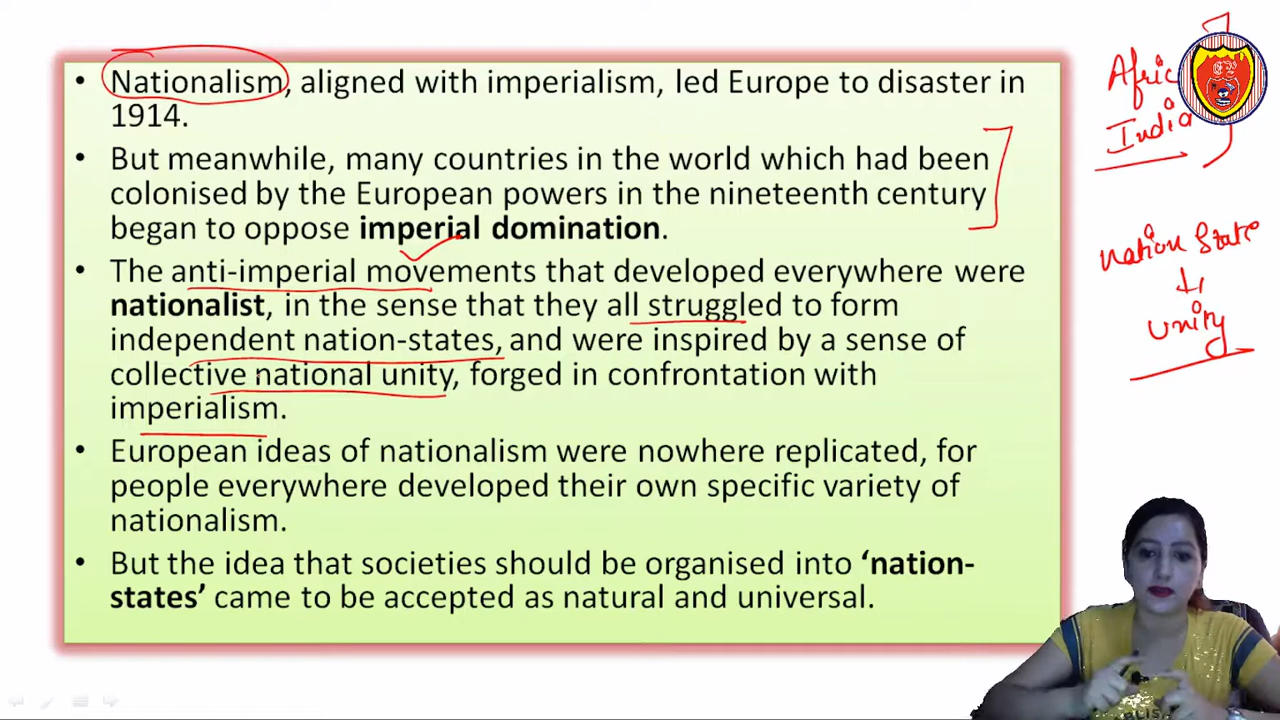 • Nationalism, aligned with imperialism, led Europe to disaster in
1914.
• But meanwhile, many countries in the world which had been
colonised by the European powers in the nineteenth century
began to oppose imperial domination.
• The anti-imperial movements that developed everywhere were
nationalist, in the sense that they all struggled to form
independent nation-states, and were inspired by a sense of
collective national unity, forged in confrontation with
imperialism.
• European ideas of nationalism were nowhere replicated, for
people everywhere developed their own specific variety of
nationalism.
• But the idea that societies should be organised into ‘nation-
states’ came to be accepted as natural and universal.
Afric
India
nation State
unity